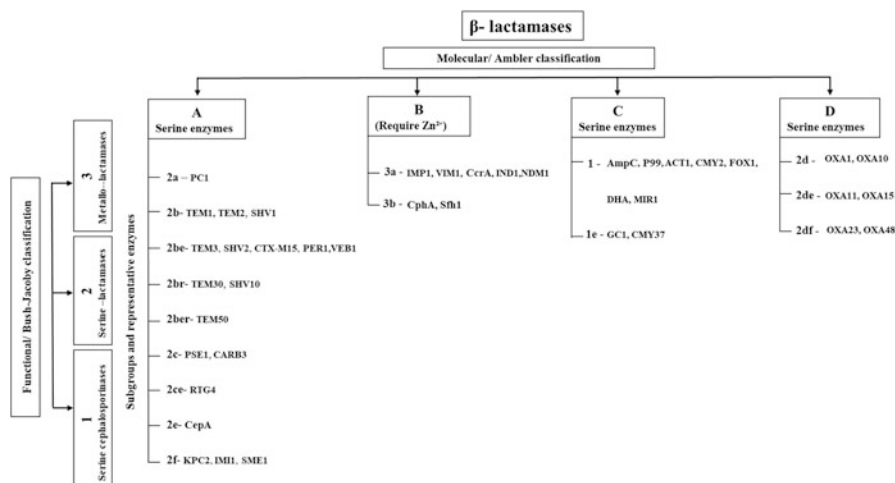 β- lactamases
Molecular/ Ambler classification
A
Serine enzymes
B
(Require Zn²⁺)
C
Serine enzymes
D
Serine enzymes
Functional/ Bush-Jacoby classification
3
Metallo–lactamases
2
Serine –lactamases
1
Serine cephalosporinases
Subgroups and representative enzymes
2a – PC1
2b- TEM1, TEM2, SHV1
2be- TEM3, SHV2, CTX-M15, PER1,VEB1
2br- TEM30, SHV10
2ber- TEM50
2c- PSE1, CARB3
2ce- RTG4
2e- CepA
2f- KPC2, IMI1, SME1
3a - IMP1, VIM1, CcrA, IND1,NDM1
3b - CphA, Sfh1
1 - AmpC, P99, ACT1, CMY2, FOX1,
DHA, MIR1
1e - GC1, CMY37
2d - OXA1, OXA10
2de - OXA11, OXA15
2df - OXA23, OXA48